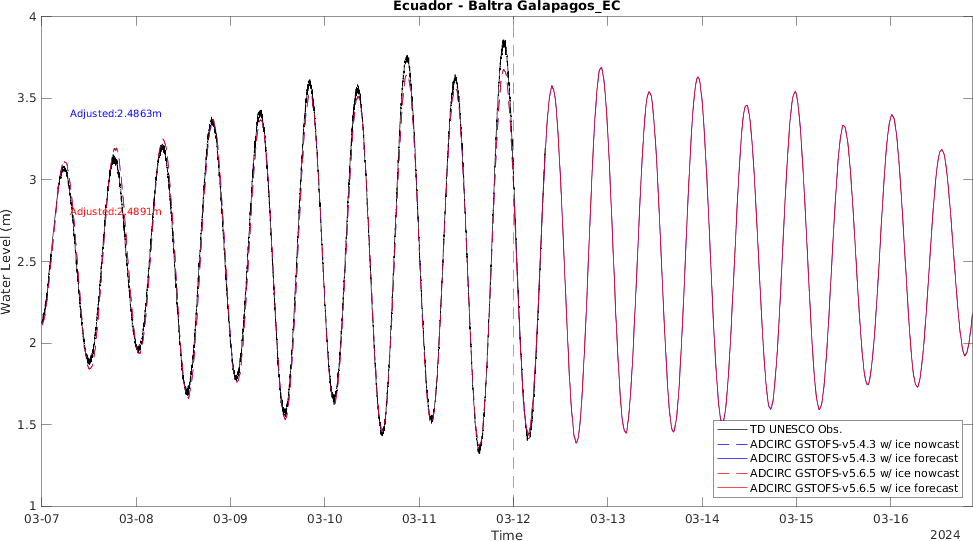 Ecuador - Baltra Galapagos_EC
4
3.5
3
2.5
2
1.5
1
Water Level (m)
Adjusted:2.4863m
Adjusted:2.4891m
TD UNESCO Obs.
ADCIRC GSTOFS-v5.4.3 w/ ice nowcast
ADCIRC GSTOFS-v5.4.3 w/ ice forecast
ADCIRC GSTOFS-v5.6.5 w/ ice nowcast
ADCIRC GSTOFS-v5.6.5 w/ ice forecast
03-07 03-08 03-09 03-10 03-11 03-12 03-13 03-14 03-15 03-16
Time
2024